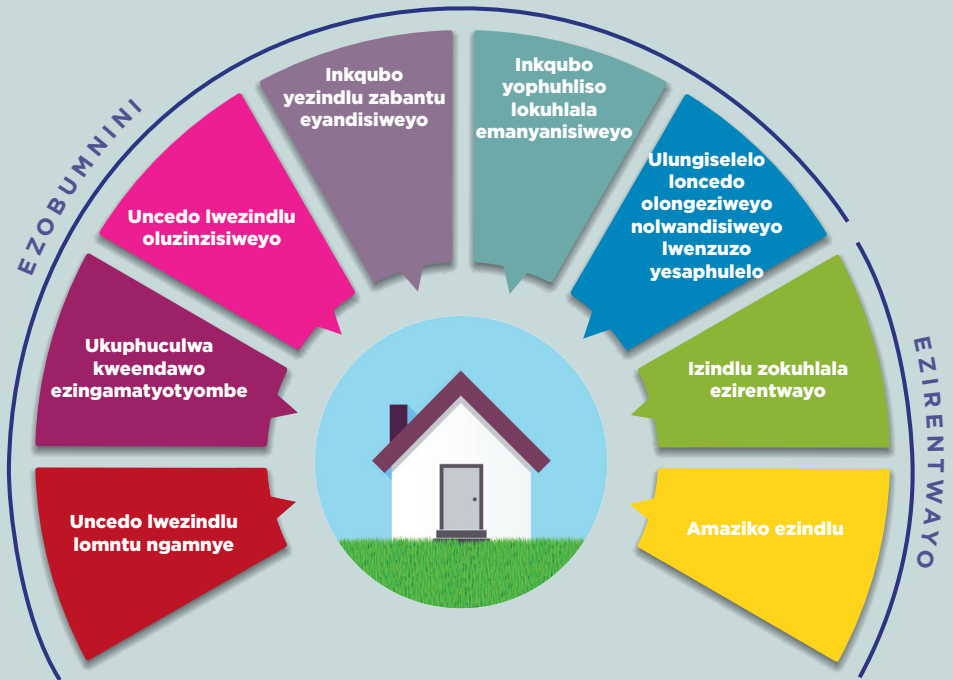 EZOBUMNINI
Uncedo lwezindlu
lomntu ngamnye
Ukuphuculwa
kweendawo
ezingamatyotyombe
Uncedo lwezindlu
oluzinzisiweyo
Inkqubo
yezindlu zabantu
eyandisiweyo
Inkqubo
yophuhliso
lokuhlala
emanyanisiweyo
Ulungiselelo
loncedo
olongeziweyo
nolwandisiweyo
lwenzuzo
yesaphulelo
EZIRENTWAYO
Izindlu zokuhlala
ezirentwayo
Amaziko ezindlu